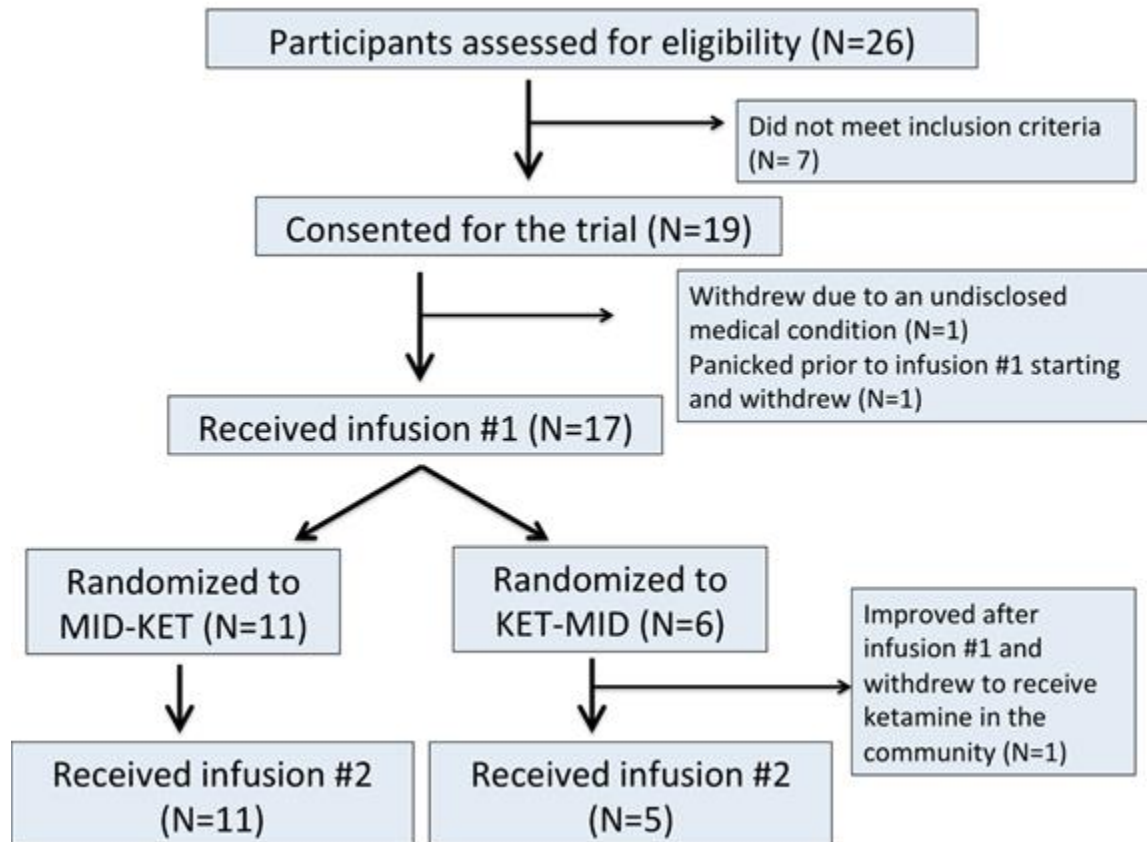 Participants assessed for eligibility (N=26)
Did not meet inclusion criteria
(N= 7)
Consented for the trial (N=19)
Withdrew due to an undisclosed
medical condition (N=1)
Panicked prior to infusion #1 starting
and withdrew (N=1)
Received infusion #1 (N=17)
Randomized to
MID-KET (N=11)
Randomized to
KET-MID (N=6)
Improved after
infusion #1 and
withdrew to receive
ketamine in the
community (N=1)
Received infusion #2
(N=11)
Received infusion #2
(N=5)